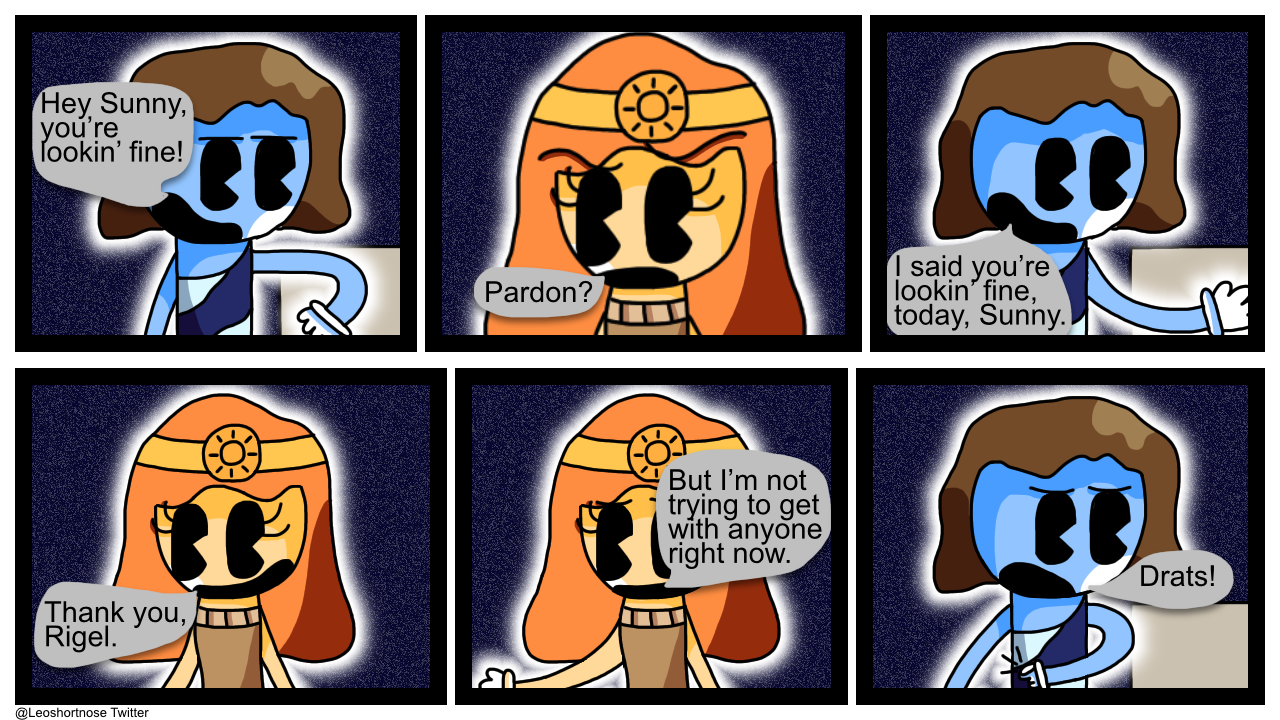 Hey Sunny,
you're
lookin' fine!
Pardon?
I said you're
lookin' fine,
today, Sunny.
Thank you,
Rigel.
But I'm not
trying to get
with anyone
right now.
Drats!
@Leoshortnose Twitter